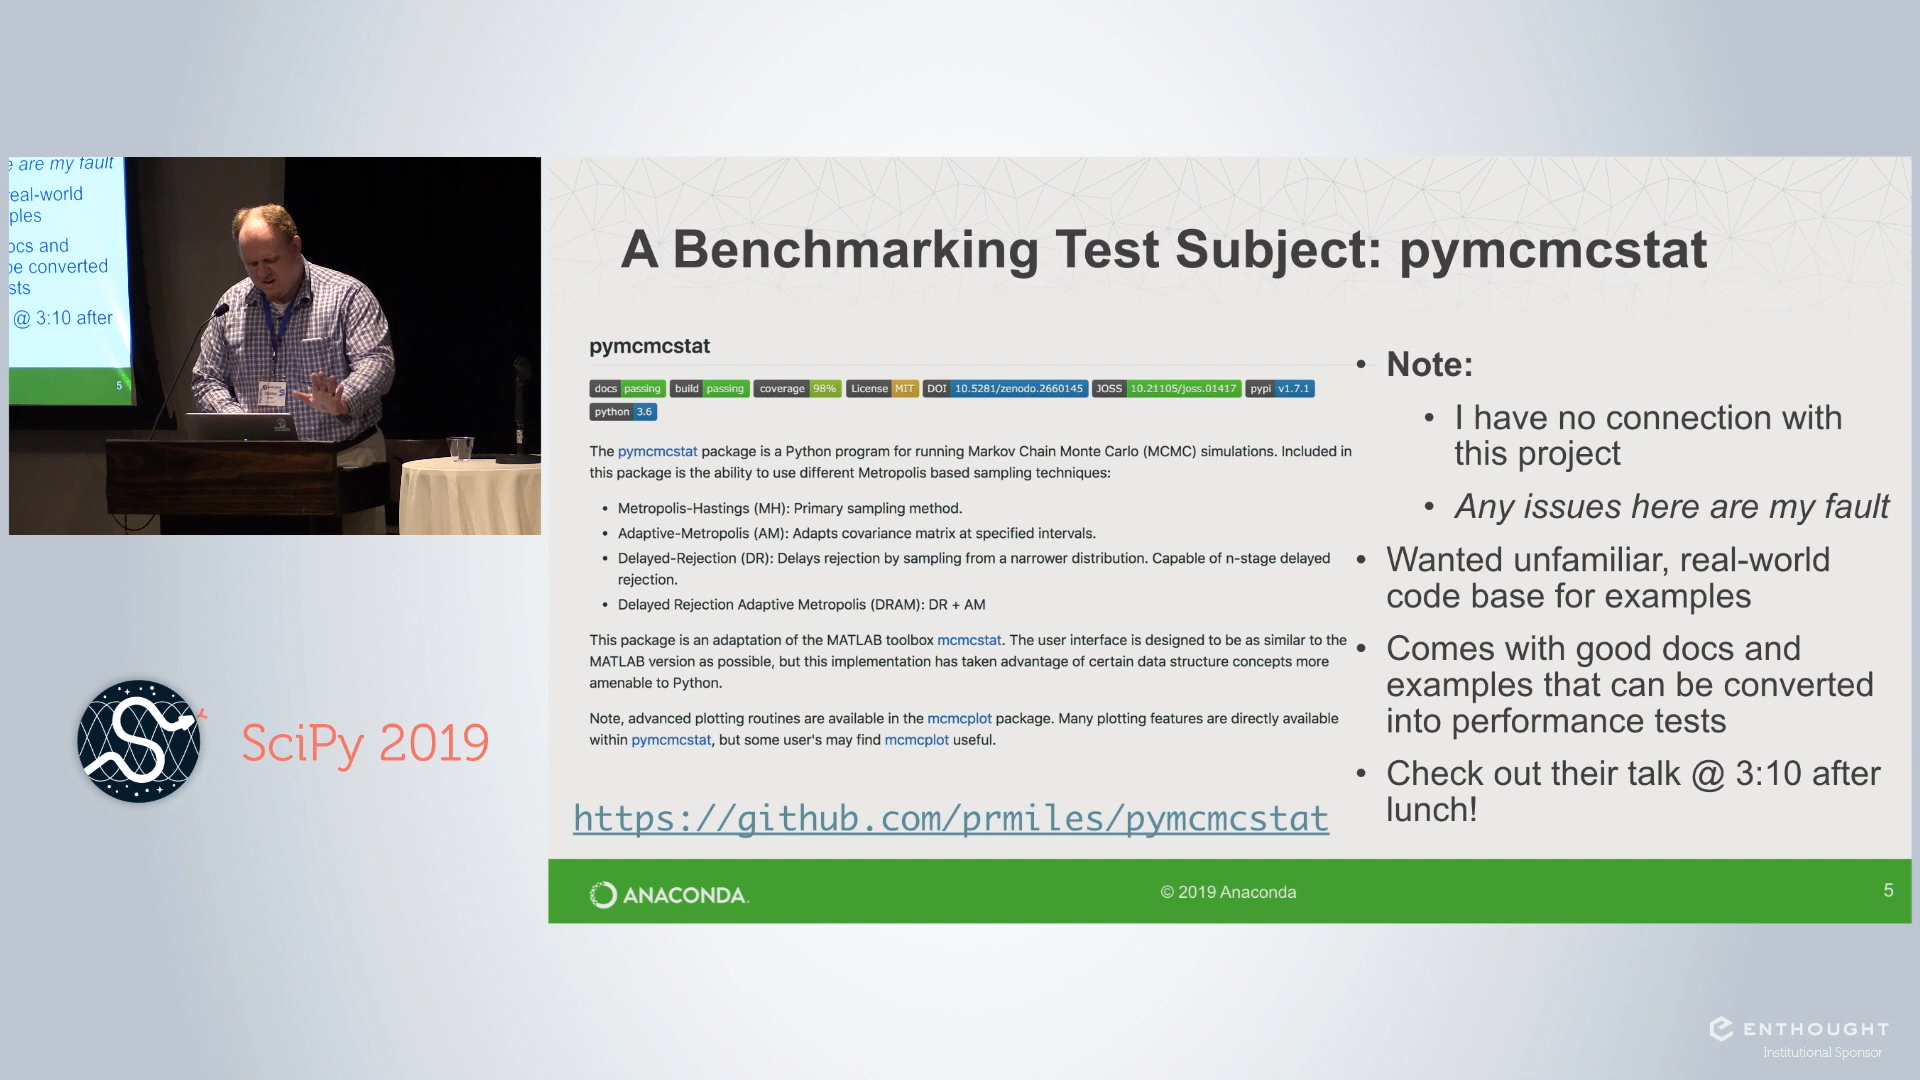 e are my fault
real-world
ples
ocs and
be converted
sts
@ 3:10 after
5
SciPy 2019
A Benchmarking Test Subject: pymcmcstat
pymcmcstat
docs passing build passing coverage 98% License MIT DOI 10.5281/zenodo.2660145 JOSS 10.21105/joss.01417 pypi v1.7.1
python 3.6
The pymcmcstat package is a Python program for running Markov Chain Monte Carlo (MCMC) simulations. Included in
this package is the ability to use different Metropolis based sampling techniques:
• Metropolis-Hastings (MH): Primary sampling method.
• Adaptive-Metropolis (AM): Adapts covariance matrix at specified intervals.
• Delayed-Rejection (DR): Delays rejection by sampling from a narrower distribution. Capable of n-stage delayed
rejection.
• Delayed Rejection Adaptive Metropolis (DRAM): DR + AM
This package is an adaptation of the MATLAB toolbox mcmcstat. The user interface is designed to be as similar to the
MATLAB version as possible, but this implementation has taken advantage of certain data structure concepts more
amenable to Python.
Note, advanced plotting routines are available in the mcmcplot package. Many plotting features are directly available
within pymcmcstat, but some user's may find mcmcplot useful.
https://github.com/prmiles/pymcmcstat
• Note:
• I have no connection with
this project
• Any issues here are my fault
• Wanted unfamiliar, real-world
code base for examples
• Comes with good docs and
examples that can be converted
into performance tests
• Check out their talk @ 3:10 after
lunch!
ANACONDA.
© 2019 Anaconda
5
ENTHOUGHT
Institutional Sponsor